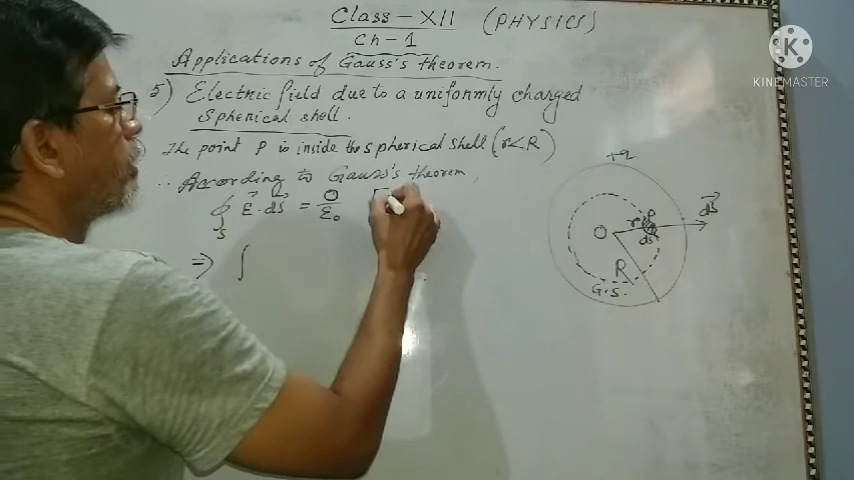 Class - XII (PHYSICS)
Ch - 1
Applications of Gauss's theorem.
5) Electric field due to a uniformly charged
spherical shell.
The point P is inside the spherical shell (r<R)
∴ According to Gauss's theorem,
∮ E⃗ . ds⃗ = 0/ε₀ [
S
⇒ ∫
+q
r P
ds⃗
O
ds
R
G.S.
K
KINEMASTER